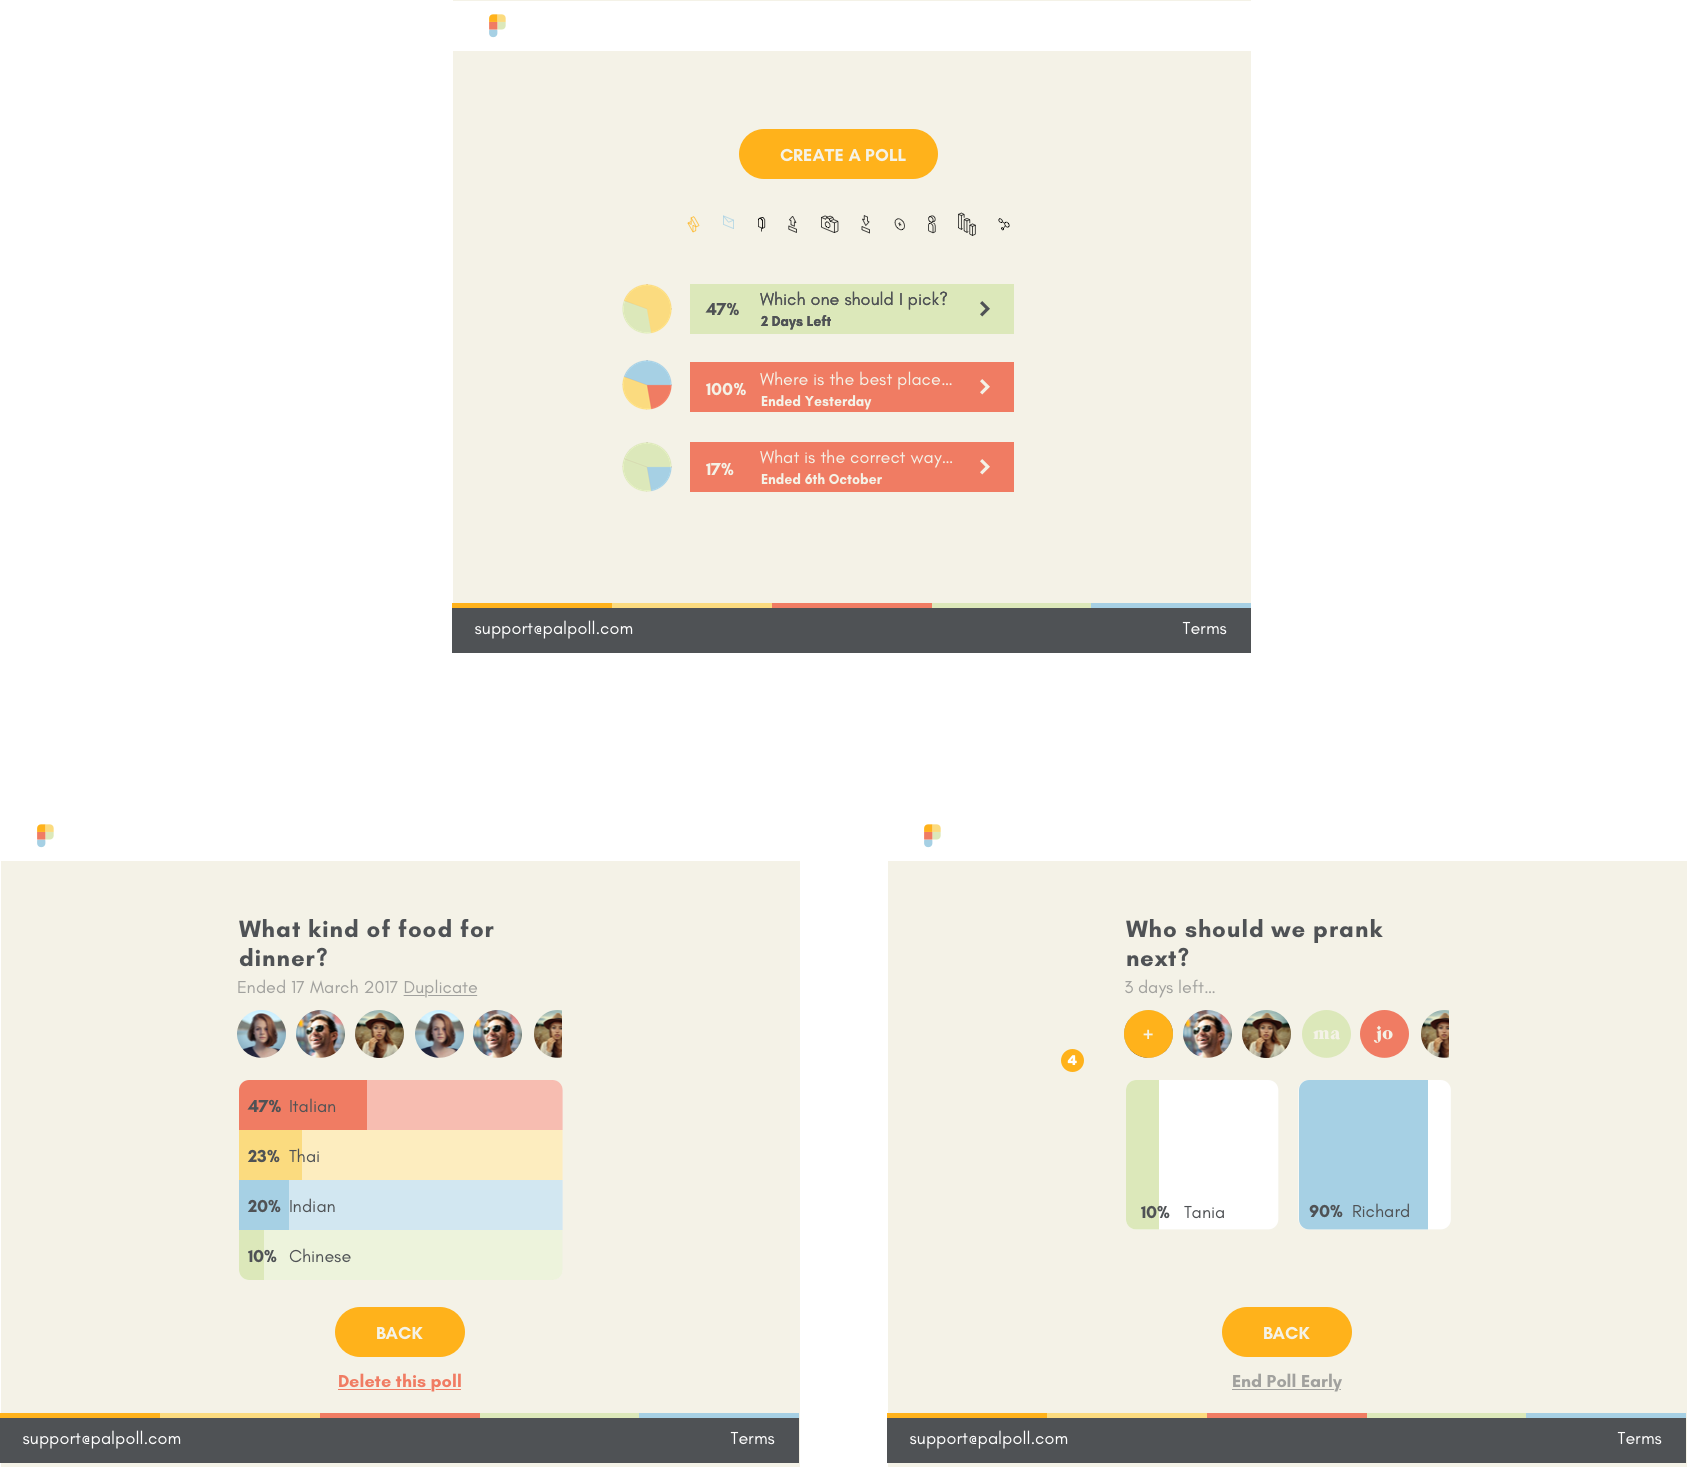 CREATE A POLL
47% Which one should I pick?
2 Days Left
100% Where is the best place...
Ended Yesterday
17% What is the correct way...
Ended 6th October
support@palpoll.com Terms
What kind of food for
dinner?
Ended 17 March 2017 Duplicate
47% Italian
23% Thai
20% Indian
10% Chinese
BACK
Delete this poll
support@palpoll.com Terms
Who should we prank
next?
3 days left...
+ ma jo
4
10% Tania
90% Richard
BACK
End Poll Early
support@palpoll.com Terms